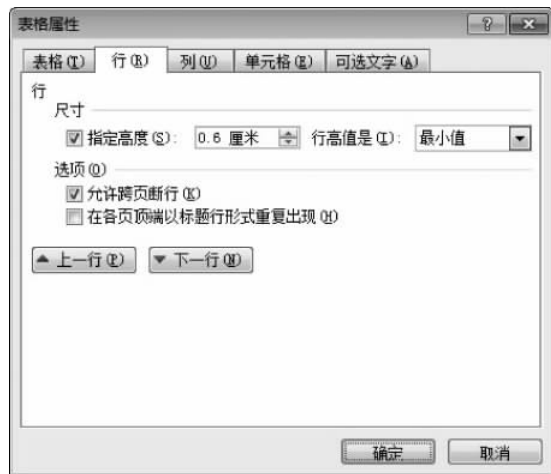 表格属性
表格(T) 行(R) 列(U) 单元格(E) 可选文字(A)
行
尺寸
指定高度(S): 0.6 厘米 行高值是(I): 最小值
选项(O)
允许跨页断行(K)
在各页顶端以标题行形式重复出现(H)
上一行(P) 下一行(N)
确定 取消